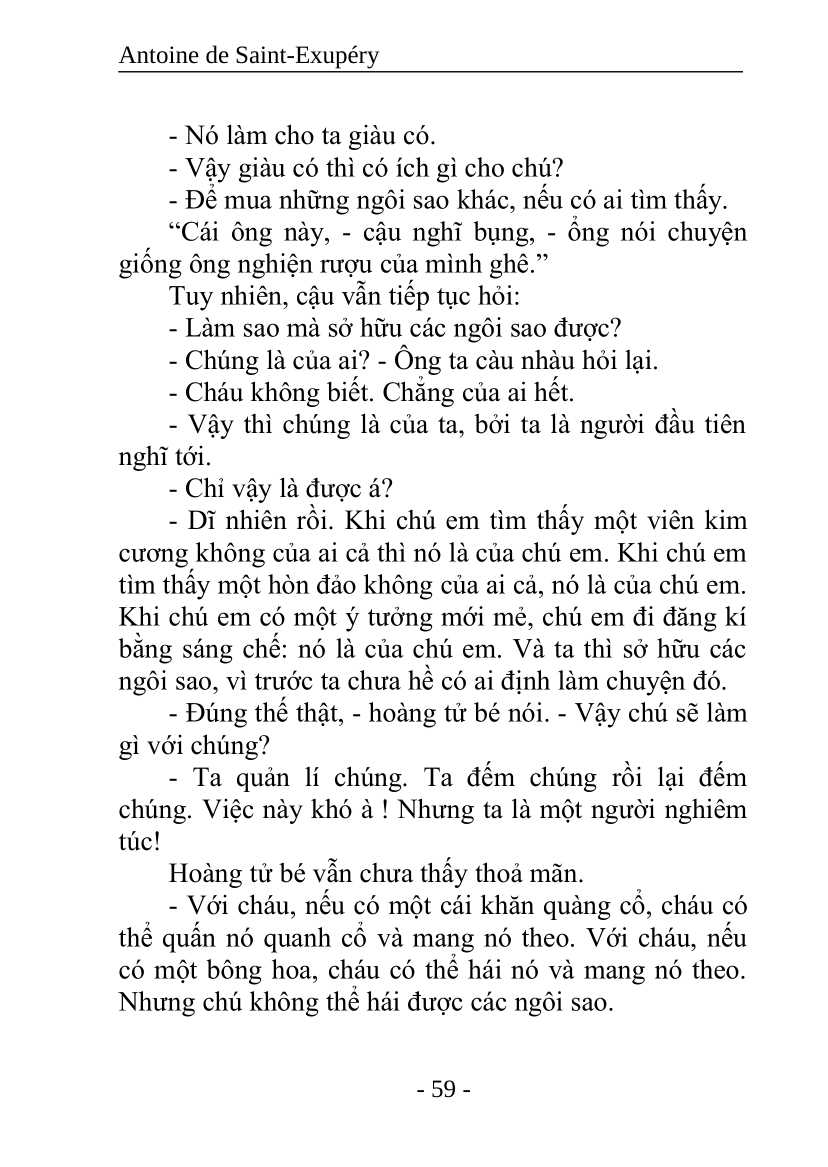 Antoine de Saint-Exupéry
- Nó làm cho ta giàu có.
- Vậy giàu có thì có ích gì cho chú?
- Để mua những ngôi sao khác, nếu có ai tìm thấy.
“Cái ông này, - cậu nghĩ bụng, - ổng nói chuyện
giống ông nghiện rượu của mình ghê.”
Tuy nhiên, cậu vẫn tiếp tục hỏi:
- Làm sao mà sở hữu các ngôi sao được?
- Chúng là của ai? - Ông ta càu nhàu hỏi lại.
- Cháu không biết. Chẳng của ai hết.
- Vậy thì chúng là của ta, bởi ta là người đầu tiên
nghĩ tới.
- Chỉ vậy là được á?
- Dĩ nhiên rồi. Khi chú em tìm thấy một viên kim
cương không của ai cả thì nó là của chú em. Khi chú em
tìm thấy một hòn đảo không của ai cả, nó là của chú em.
Khi chú em có một ý tưởng mới mẻ, chú em đi đăng kí
bằng sáng chế: nó là của chú em. Và ta thì sở hữu các
ngôi sao, vì trước ta chưa hề có ai định làm chuyện đó.
- Đúng thế thật, - hoàng tử bé nói. - Vậy chú sẽ làm
gì với chúng?
- Ta quản lí chúng. Ta đếm chúng rồi lại đếm
chúng. Việc này khó à ! Nhưng ta là một người nghiêm
túc!
Hoàng tử bé vẫn chưa thấy thoả mãn.
- Với cháu, nếu có một cái khăn quàng cổ, cháu có
thể quấn nó quanh cổ và mang nó theo. Với cháu, nếu
có một bông hoa, cháu có thể hái nó và mang nó theo.
Nhưng chú không thể hái được các ngôi sao.
- 59 -